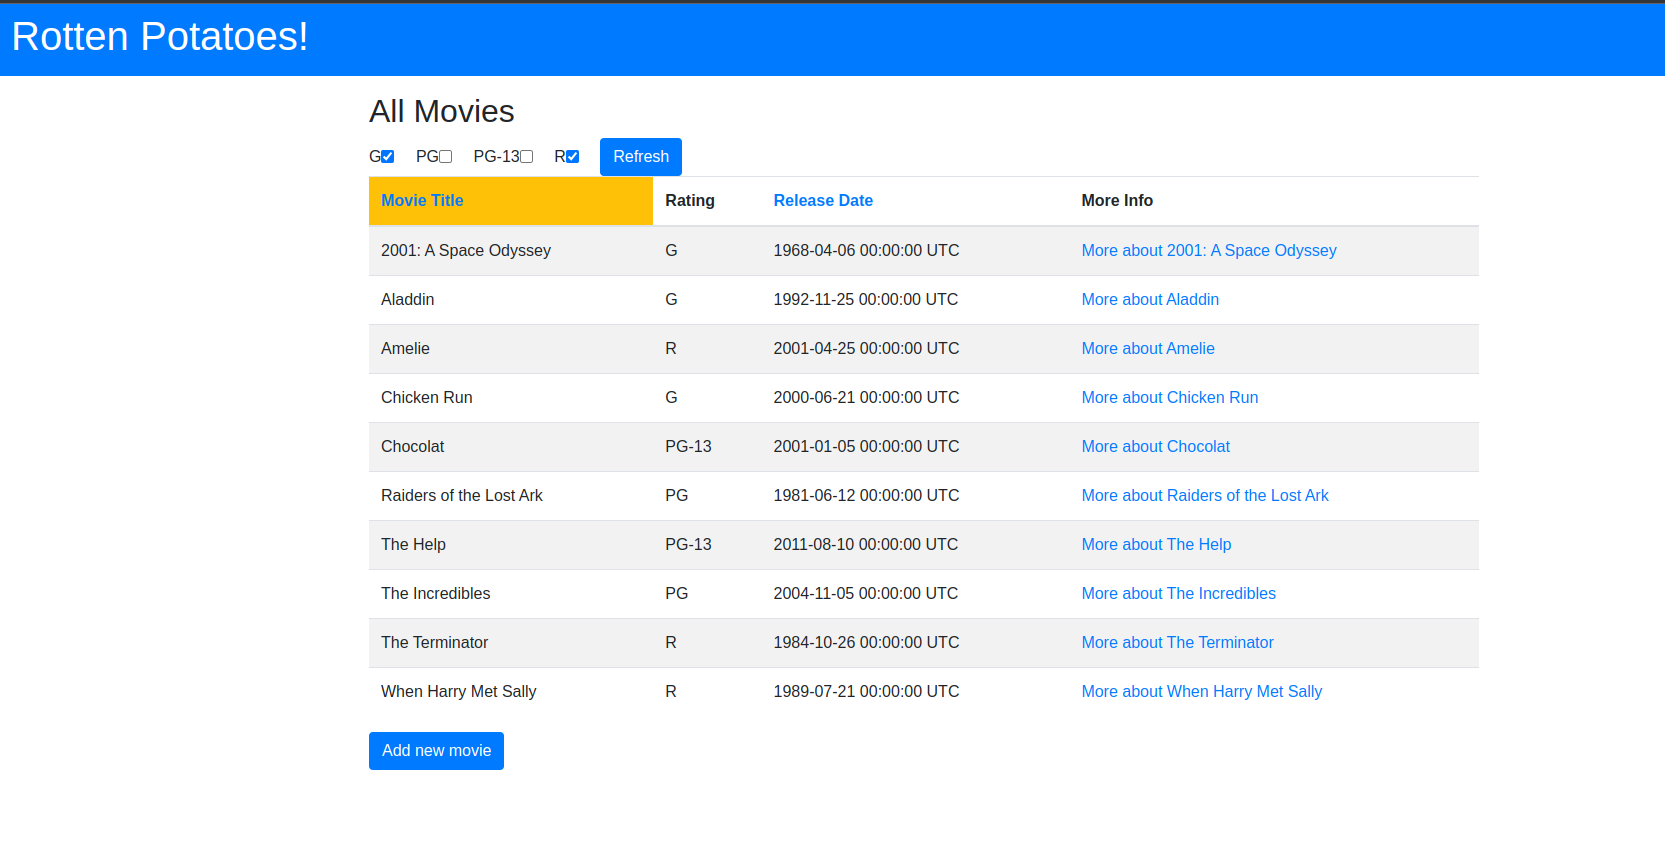 Rotten Potatoes!
All Movies
G PG PG-13 R Refresh
Movie Title Rating Release Date More Info
2001: A Space Odyssey G 1968-04-06 00:00:00 UTC More about 2001: A Space Odyssey
Aladdin G 1992-11-25 00:00:00 UTC More about Aladdin
Amelie R 2001-04-25 00:00:00 UTC More about Amelie
Chicken Run G 2000-06-21 00:00:00 UTC More about Chicken Run
Chocolat PG-13 2001-01-05 00:00:00 UTC More about Chocolat
Raiders of the Lost Ark PG 1981-06-12 00:00:00 UTC More about Raiders of the Lost Ark
The Help PG-13 2011-08-10 00:00:00 UTC More about The Help
The Incredibles PG 2004-11-05 00:00:00 UTC More about The Incredibles
The Terminator R 1984-10-26 00:00:00 UTC More about The Terminator
When Harry Met Sally R 1989-07-21 00:00:00 UTC More about When Harry Met Sally
Add new movie